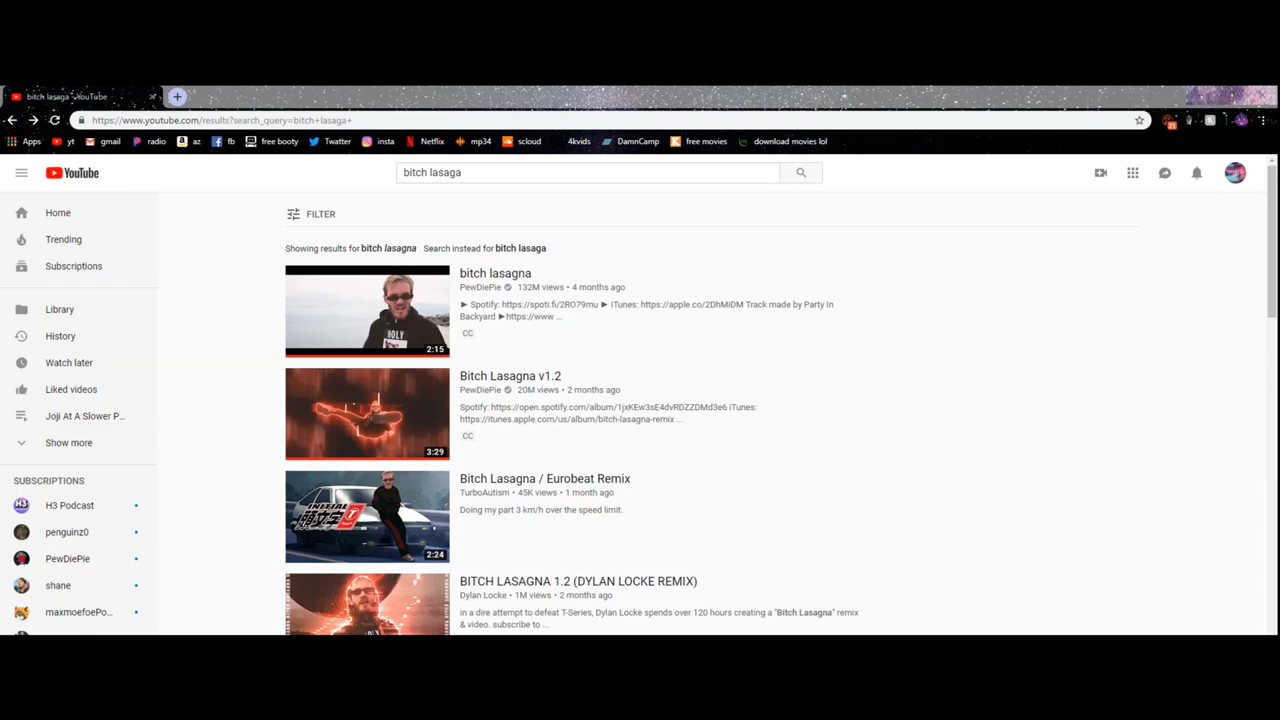 bitch lasaga - YouTube
https://www.youtube.com/results?search_query=bitch+lasaga+
Apps yt gmail radio az fb free booty Twatter insta Netflix mp34 scloud 4kvids DamnCamp free movies download movies lol
YouTube
bitch lasaga
Home
Trending
Subscriptions
Library
History
Watch later
Liked videos
Joji At A Slower P...
Show more
SUBSCRIPTIONS
H3 Podcast
penguinz0
PewDiePie
shane
maxmoefoePo...
FILTER
Showing results for bitch lasagna Search instead for bitch lasaga
2:15
bitch lasagna
PewDiePie 132M views • 4 months ago
► Spotify: https://spoti.fi/2RO79mu ► iTunes: https://apple.co/2DhMiDM Track made by Party In
Backyard ►https://www ...
CC
HOLY
3:29
Bitch Lasagna v1.2
PewDiePie 20M views • 2 months ago
Spotify: https://open.spotify.com/album/1jxKEw3sE4dvRDZZDMd3e6 iTunes:
https://itunes.apple.com/us/album/bitch-lasagna-remix ...
CC
2:24
Bitch Lasagna / Eurobeat Remix
TurboAutism • 45K views • 1 month ago
Doing my part 3 km/h over the speed limit.
INITIAL
BITCH LASAGNA 1.2 (DYLAN LOCKE REMIX)
Dylan Locke • 1M views • 2 months ago
in a dire attempt to defeat T-Series, Dylan Locke spends over 120 hours creating a "Bitch Lasagna" remix
& video. subscribe to ...